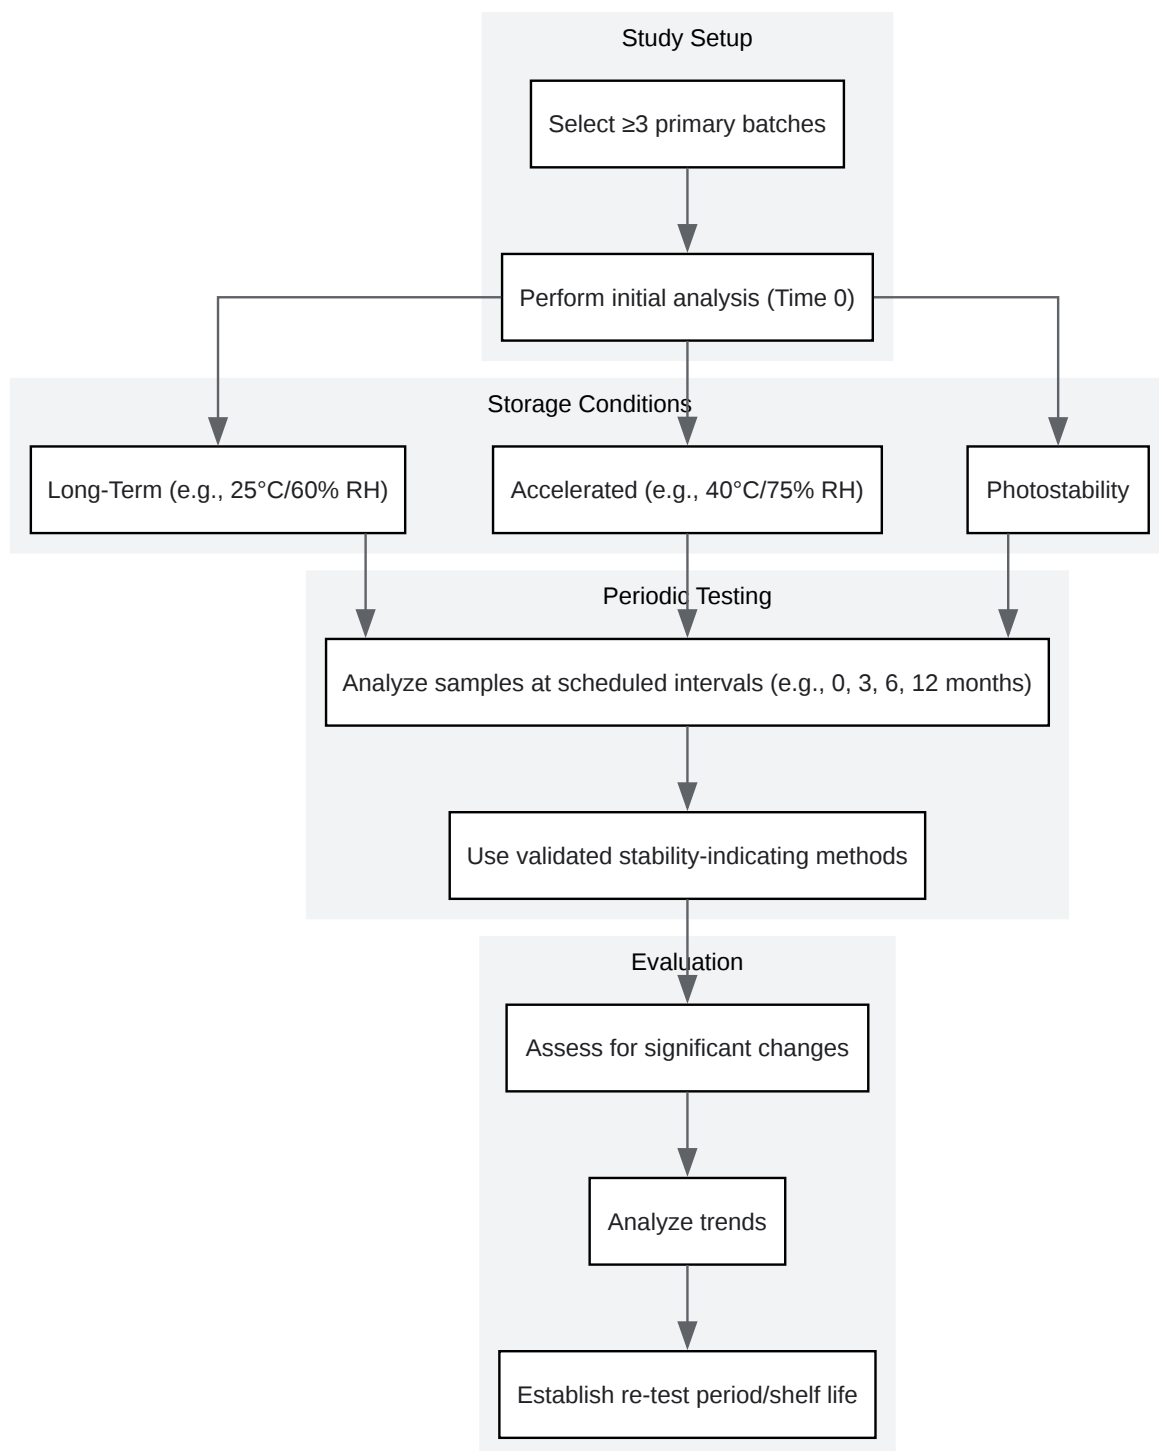 Study Setup
Select ≥3 primary batches
Perform initial analysis (Time 0)
Storage Conditions
Long-Term (e.g., 25°C/60% RH)
Accelerated (e.g., 40°C/75% RH)
Photostability
Periodic Testing
Analyze samples at scheduled intervals (e.g., 0, 3, 6, 12 months)
Use validated stability-indicating methods
Evaluation
Assess for significant changes
Analyze trends
Establish re-test period/shelf life